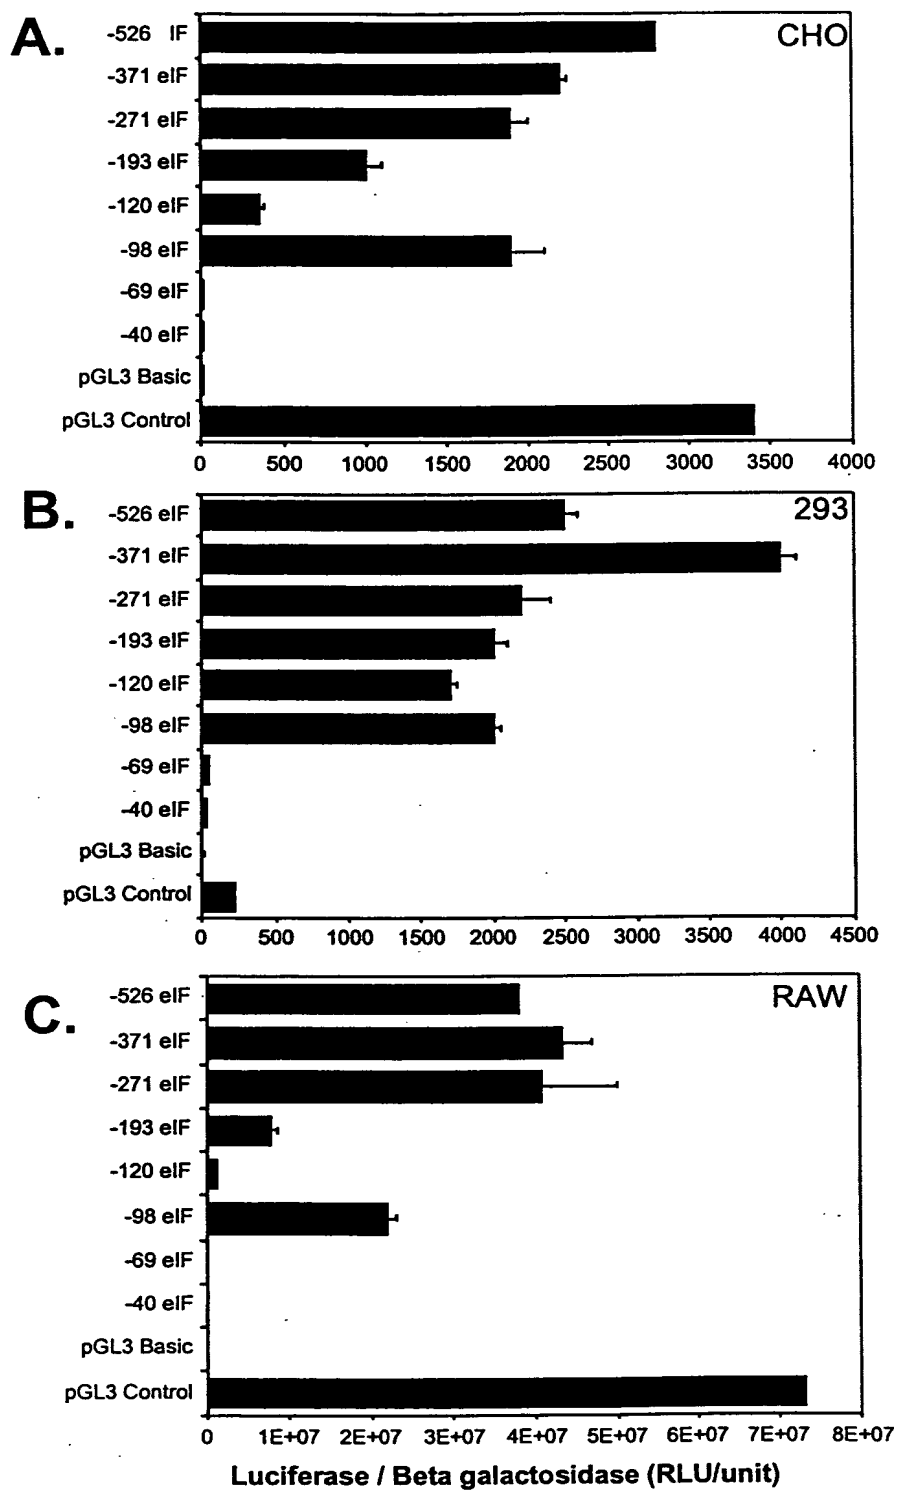 A.
CHO
-526 IF
-371 eIF
-271 eIF
-193 eIF
-120 eIF
-98 eIF
-69 eIF
-40 eIF
pGL3 Basic
pGL3 Control
0 500 1000 1500 2000 2500 3000 3500 4000
B.
293
-526 eIF
-371 eIF
-271 eIF
-193 eIF
-120 eIF
-98 eIF
-69 eIF
-40 eIF
pGL3 Basic
pGL3 Control
0 500 1000 1500 2000 2500 3000 3500 4000 4500
C.
RAW
-526 eIF
-371 eIF
-271 eIF
-193 eIF
-120 eIF
-98 eIF
-69 eIF
-40 eIF
pGL3 Basic
pGL3 Control
0 1E+07 2E+07 3E+07 4E+07 5E+07 6E+07 7E+07 8E+07
Luciferase / Beta galactosidase (RLU/unit)